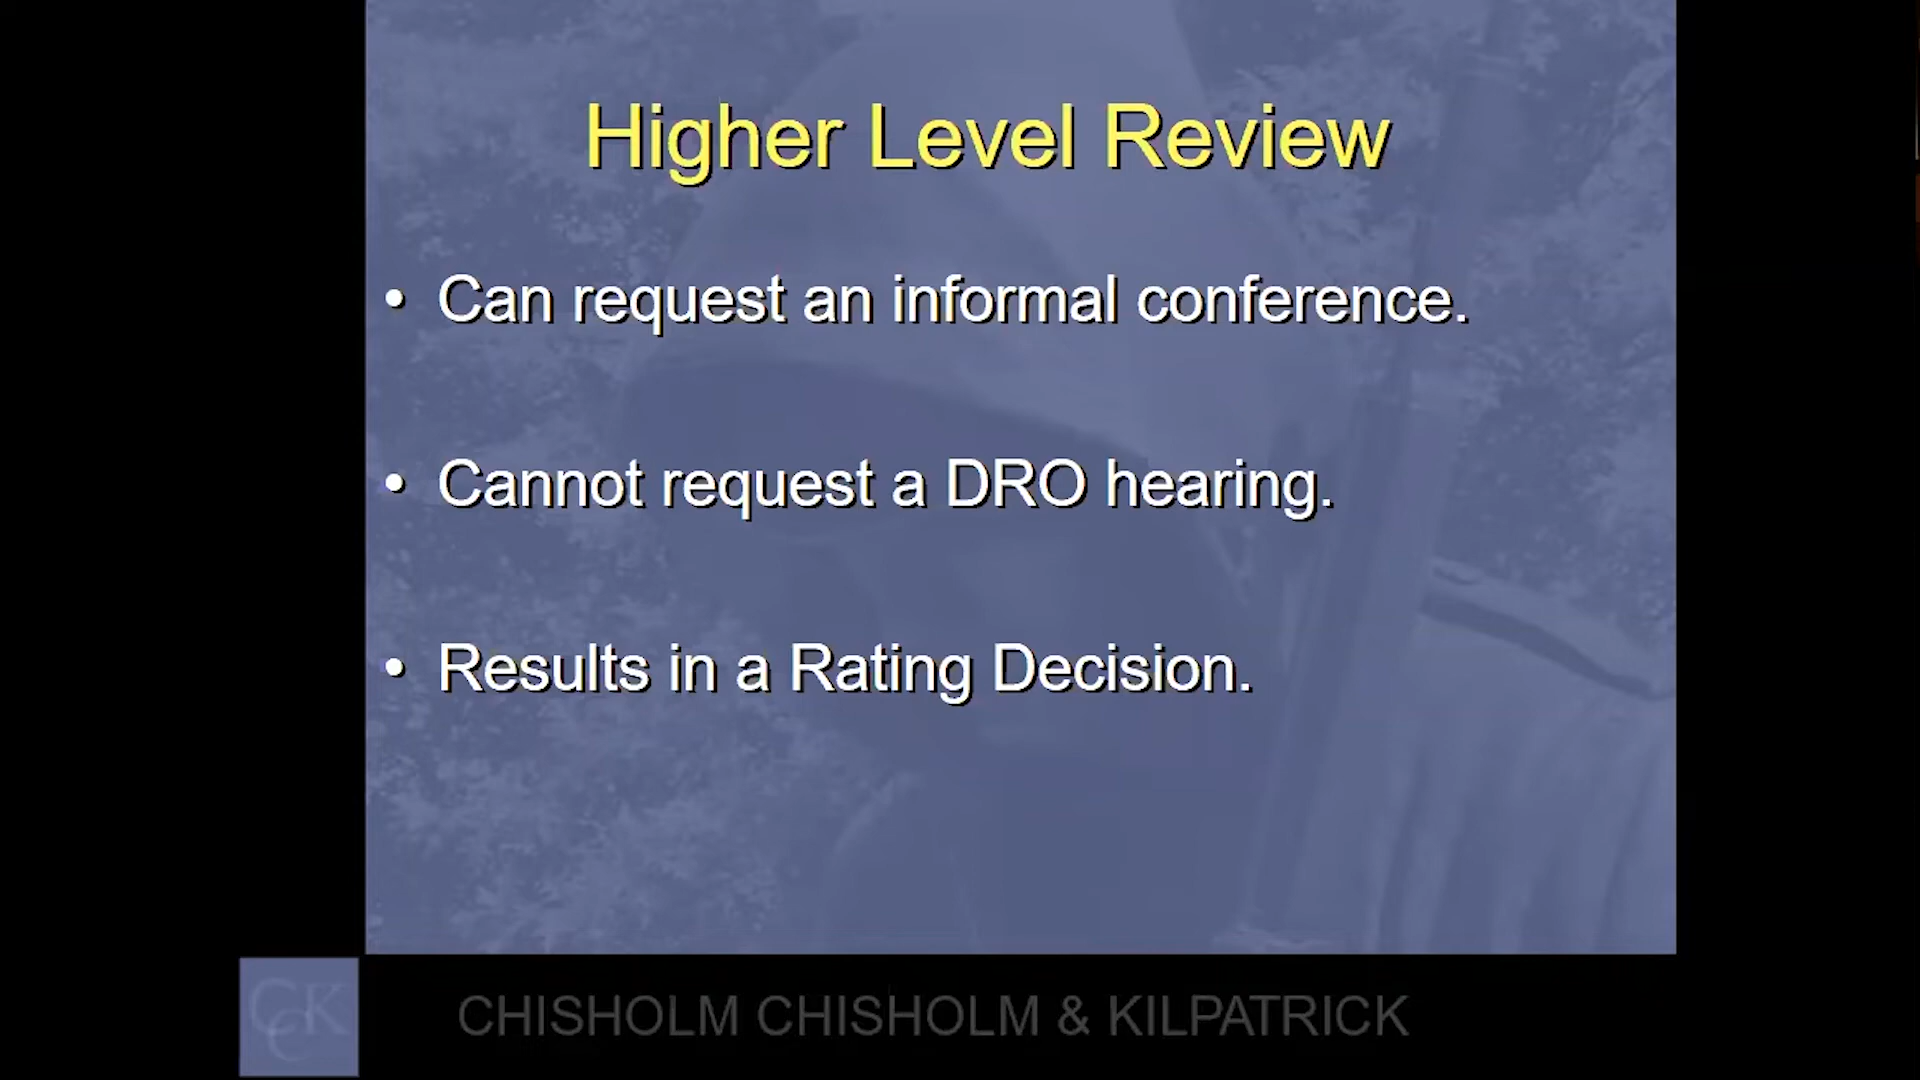 Higher Level Review
• Can request an informal conference.
• Cannot request a DRO hearing.
• Results in a Rating Decision.
CCK
CHISHOLM CHISHOLM & KILPATRICK